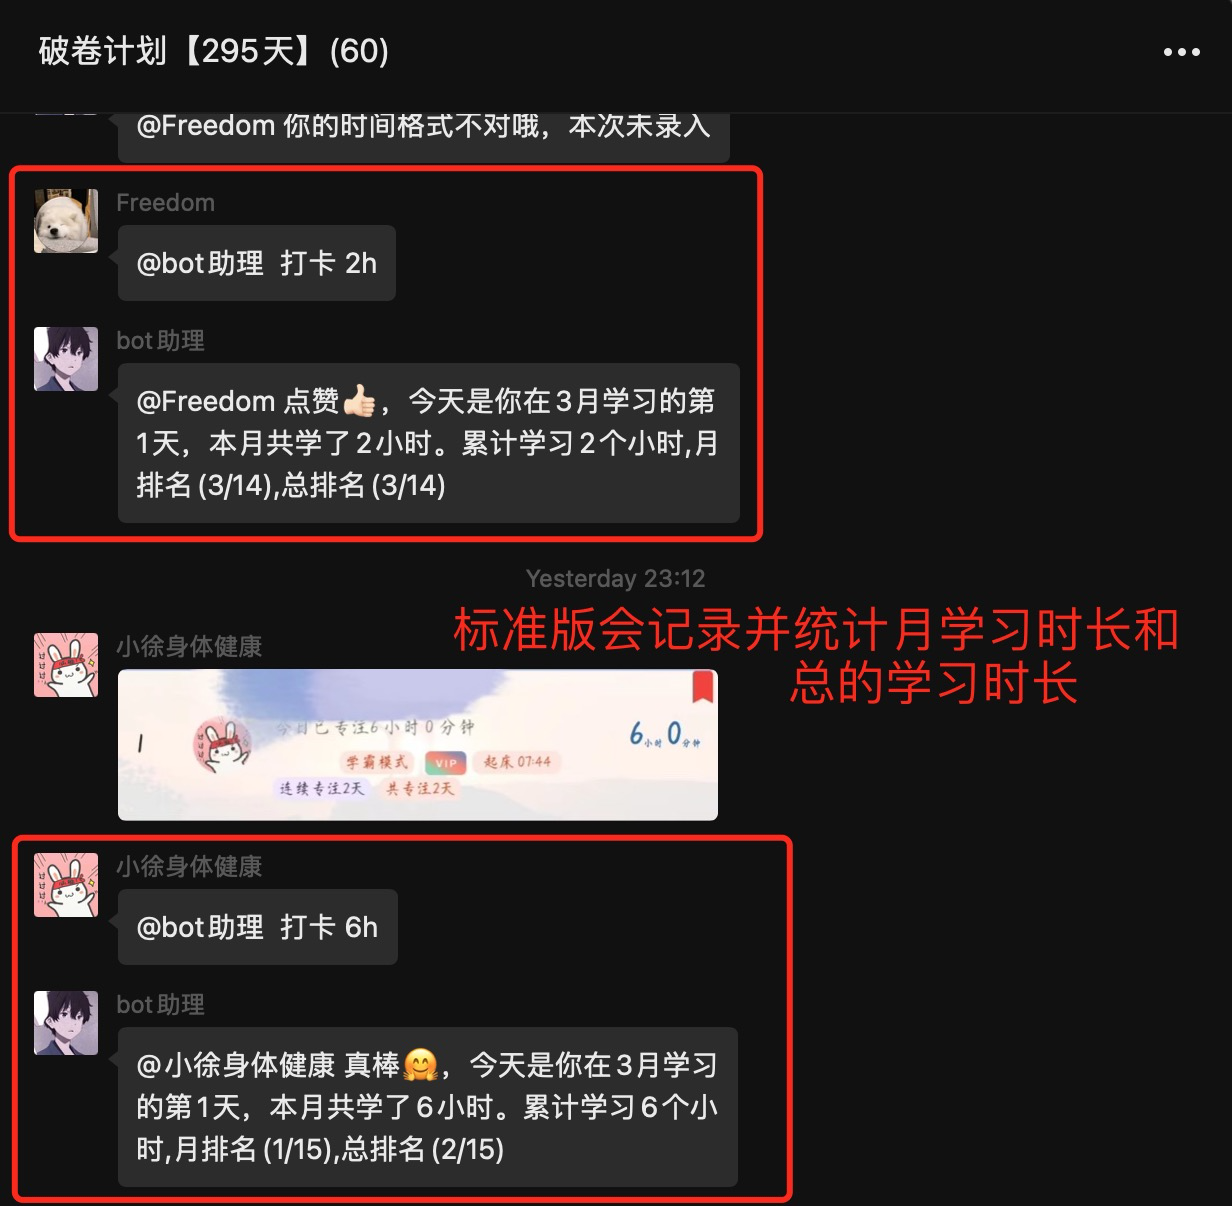 破卷计划【295天】(60)
@Freedom 你的时间格式不对哦，本次未录入
Freedom
@bot助理 打卡 2h
bot助理
@Freedom 点赞👍🏻，今天是你在3月学习的第
1天，本月共学了2小时。累计学习2个小时,月
排名(3/14),总排名(3/14)
Yesterday 23:12
标准版会记录并统计月学习时长和
总的学习时长
小徐身体健康
1
今日已专注6小时0分钟
6小时0分钟
学霸模式 VIP 起床07:44
连续专注2天 共专注2天
小徐身体健康
@bot助理 打卡 6h
bot助理
@小徐身体健康 真棒🤗，今天是你在3月学习
的第1天，本月共学了6小时。累计学习6个小
时,月排名(1/15),总排名(2/15)